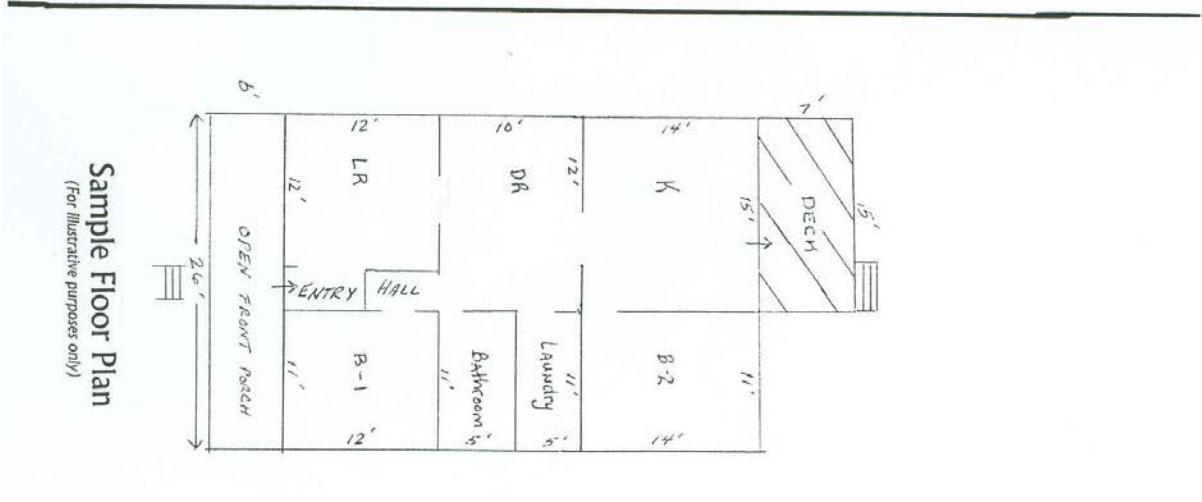 Sample Floor Plan
(For illustrative purposes only)
6'
7'
12'
10'
14'
LR
12'
DR
12'
K
15'
DECK
15'
26'
OPEN FRONT PORCH
ENTRY
HALL
B-1
11'
12'
Bathroom
11'
5'
Laundry
11'
5'
B-2
11'
14'